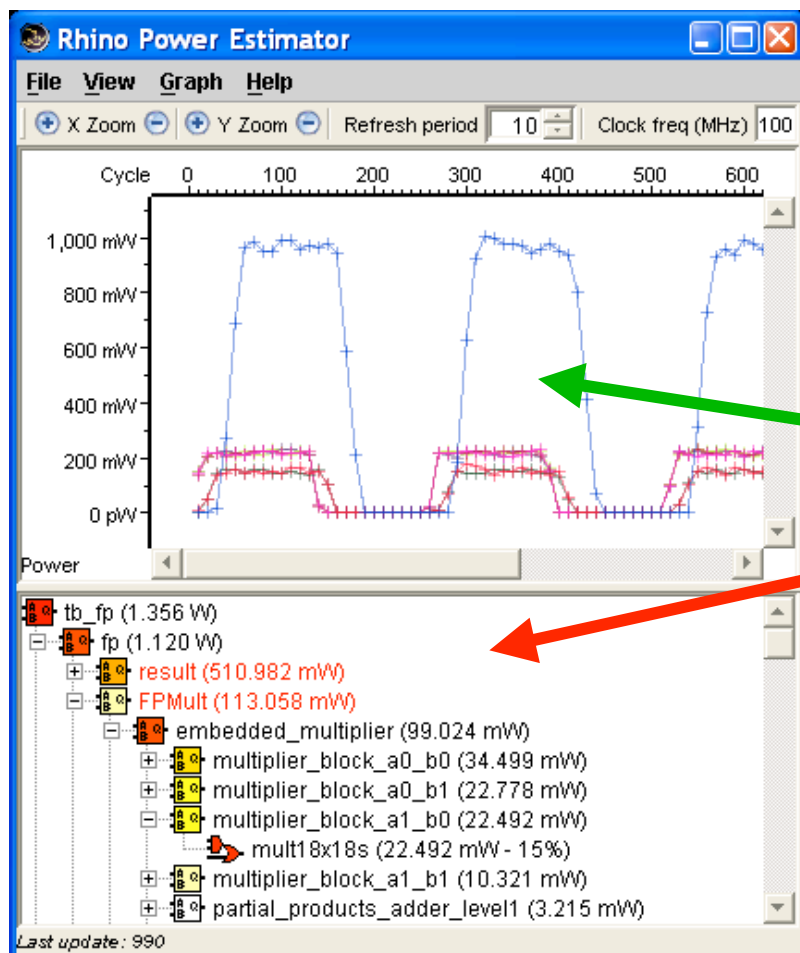 Rhino Power Estimator
File View Graph Help
X Zoom Y Zoom Refresh period 10 Clock freq (MHz) 100
Cycle 0 100 200 300 400 500 600
1,000 mW
800 mW
600 mW
400 mW
200 mW
0 pW
Power
tb_fp (1.356 W)
fp (1.120 W)
result (510.982 mW)
FPMult (113.058 mW)
embedded_multiplier (99.024 mW)
multiplier_block_a0_b0 (34.499 mW)
multiplier_block_a0_b1 (22.778 mW)
multiplier_block_a1_b0 (22.492 mW)
mult18x18s (22.492 mW - 15%)
multiplier_block_a1_b1 (10.321 mW)
partial_products_adder_level1 (3.215 mW)
Last update: 990